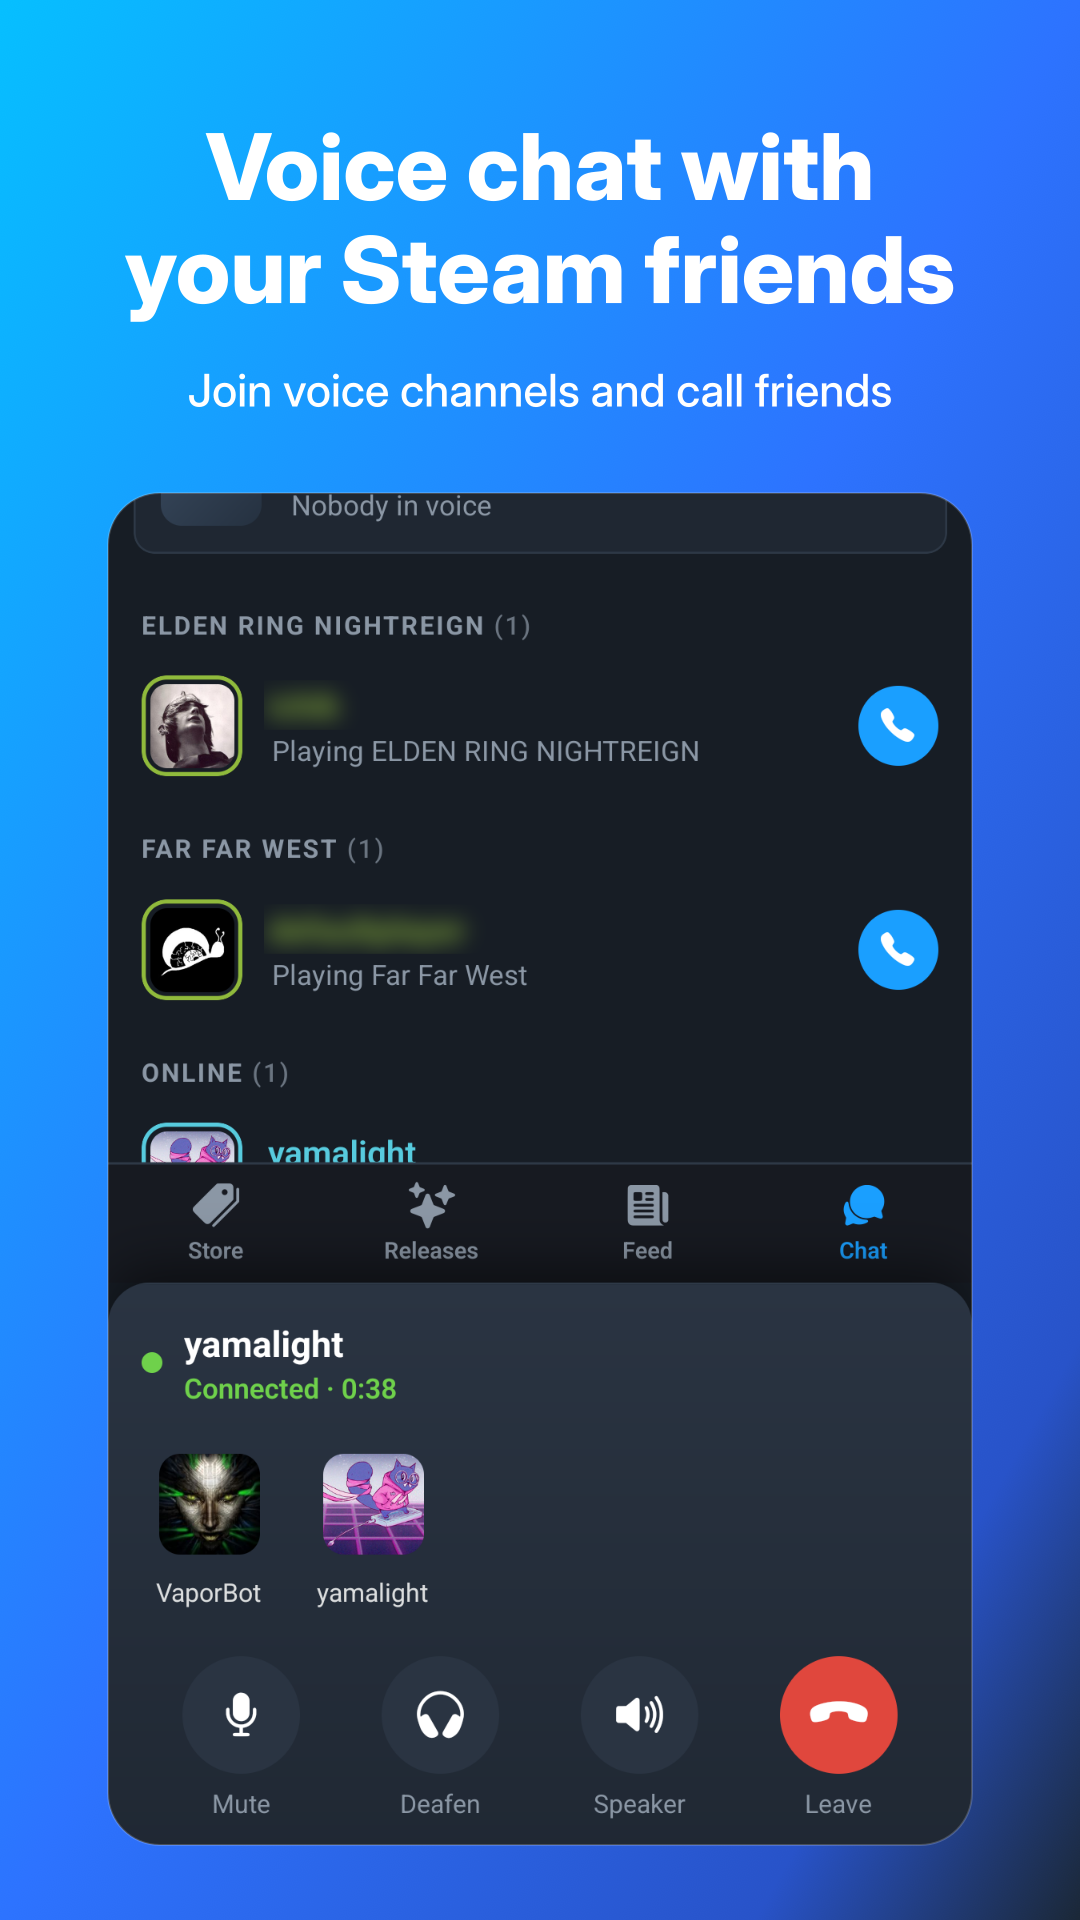 Voice chat with
your Steam friends
Join voice channels and call friends
Nobody in voice
ELDEN RING NIGHTREIGN (1)
Playing ELDEN RING NIGHTREIGN
FAR FAR WEST (1)
Playing Far Far West
ONLINE (1)
yamalight
Store
Releases
Feed
Chat
yamalight
Connected · 0:38
VaporBot
yamalight
Mute
Deafen
Speaker
Leave